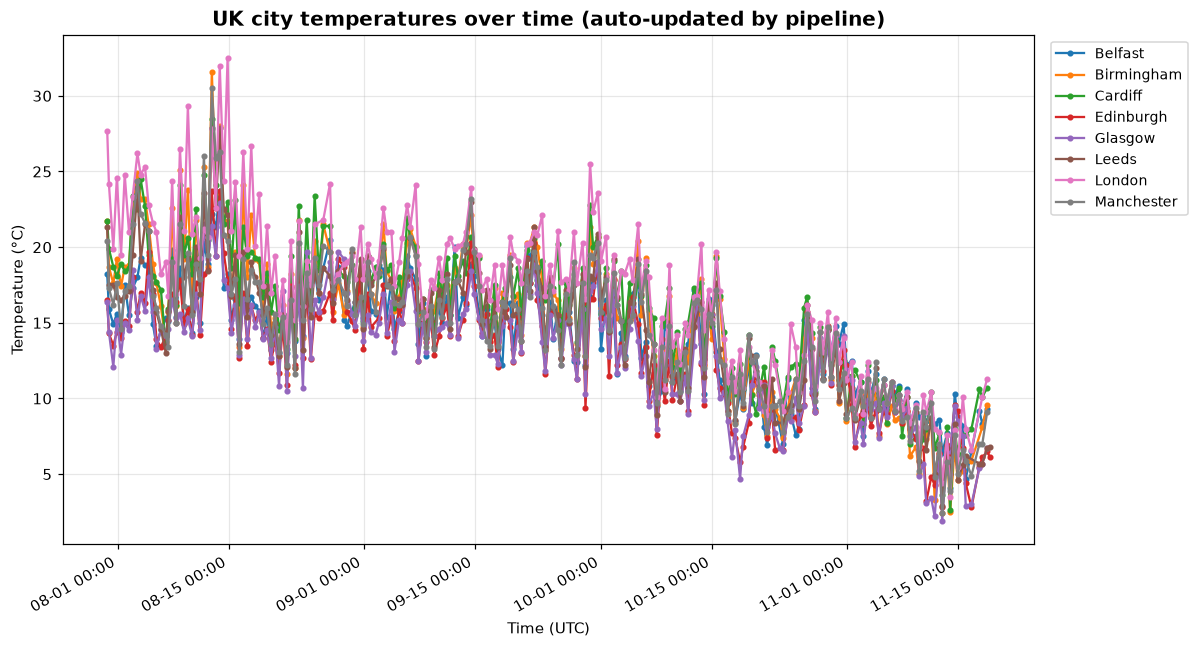 UK city temperatures over time (auto-updated by pipeline)
Temperature (°C)
30
25
20
15
10
5
08-01 00:00
08-15 00:00
09-01 00:00
09-15 00:00
10-01 00:00
10-15 00:00
11-01 00:00
11-15 00:00
Time (UTC)
Belfast
Birmingham
Cardiff
Edinburgh
Glasgow
Leeds
London
Manchester